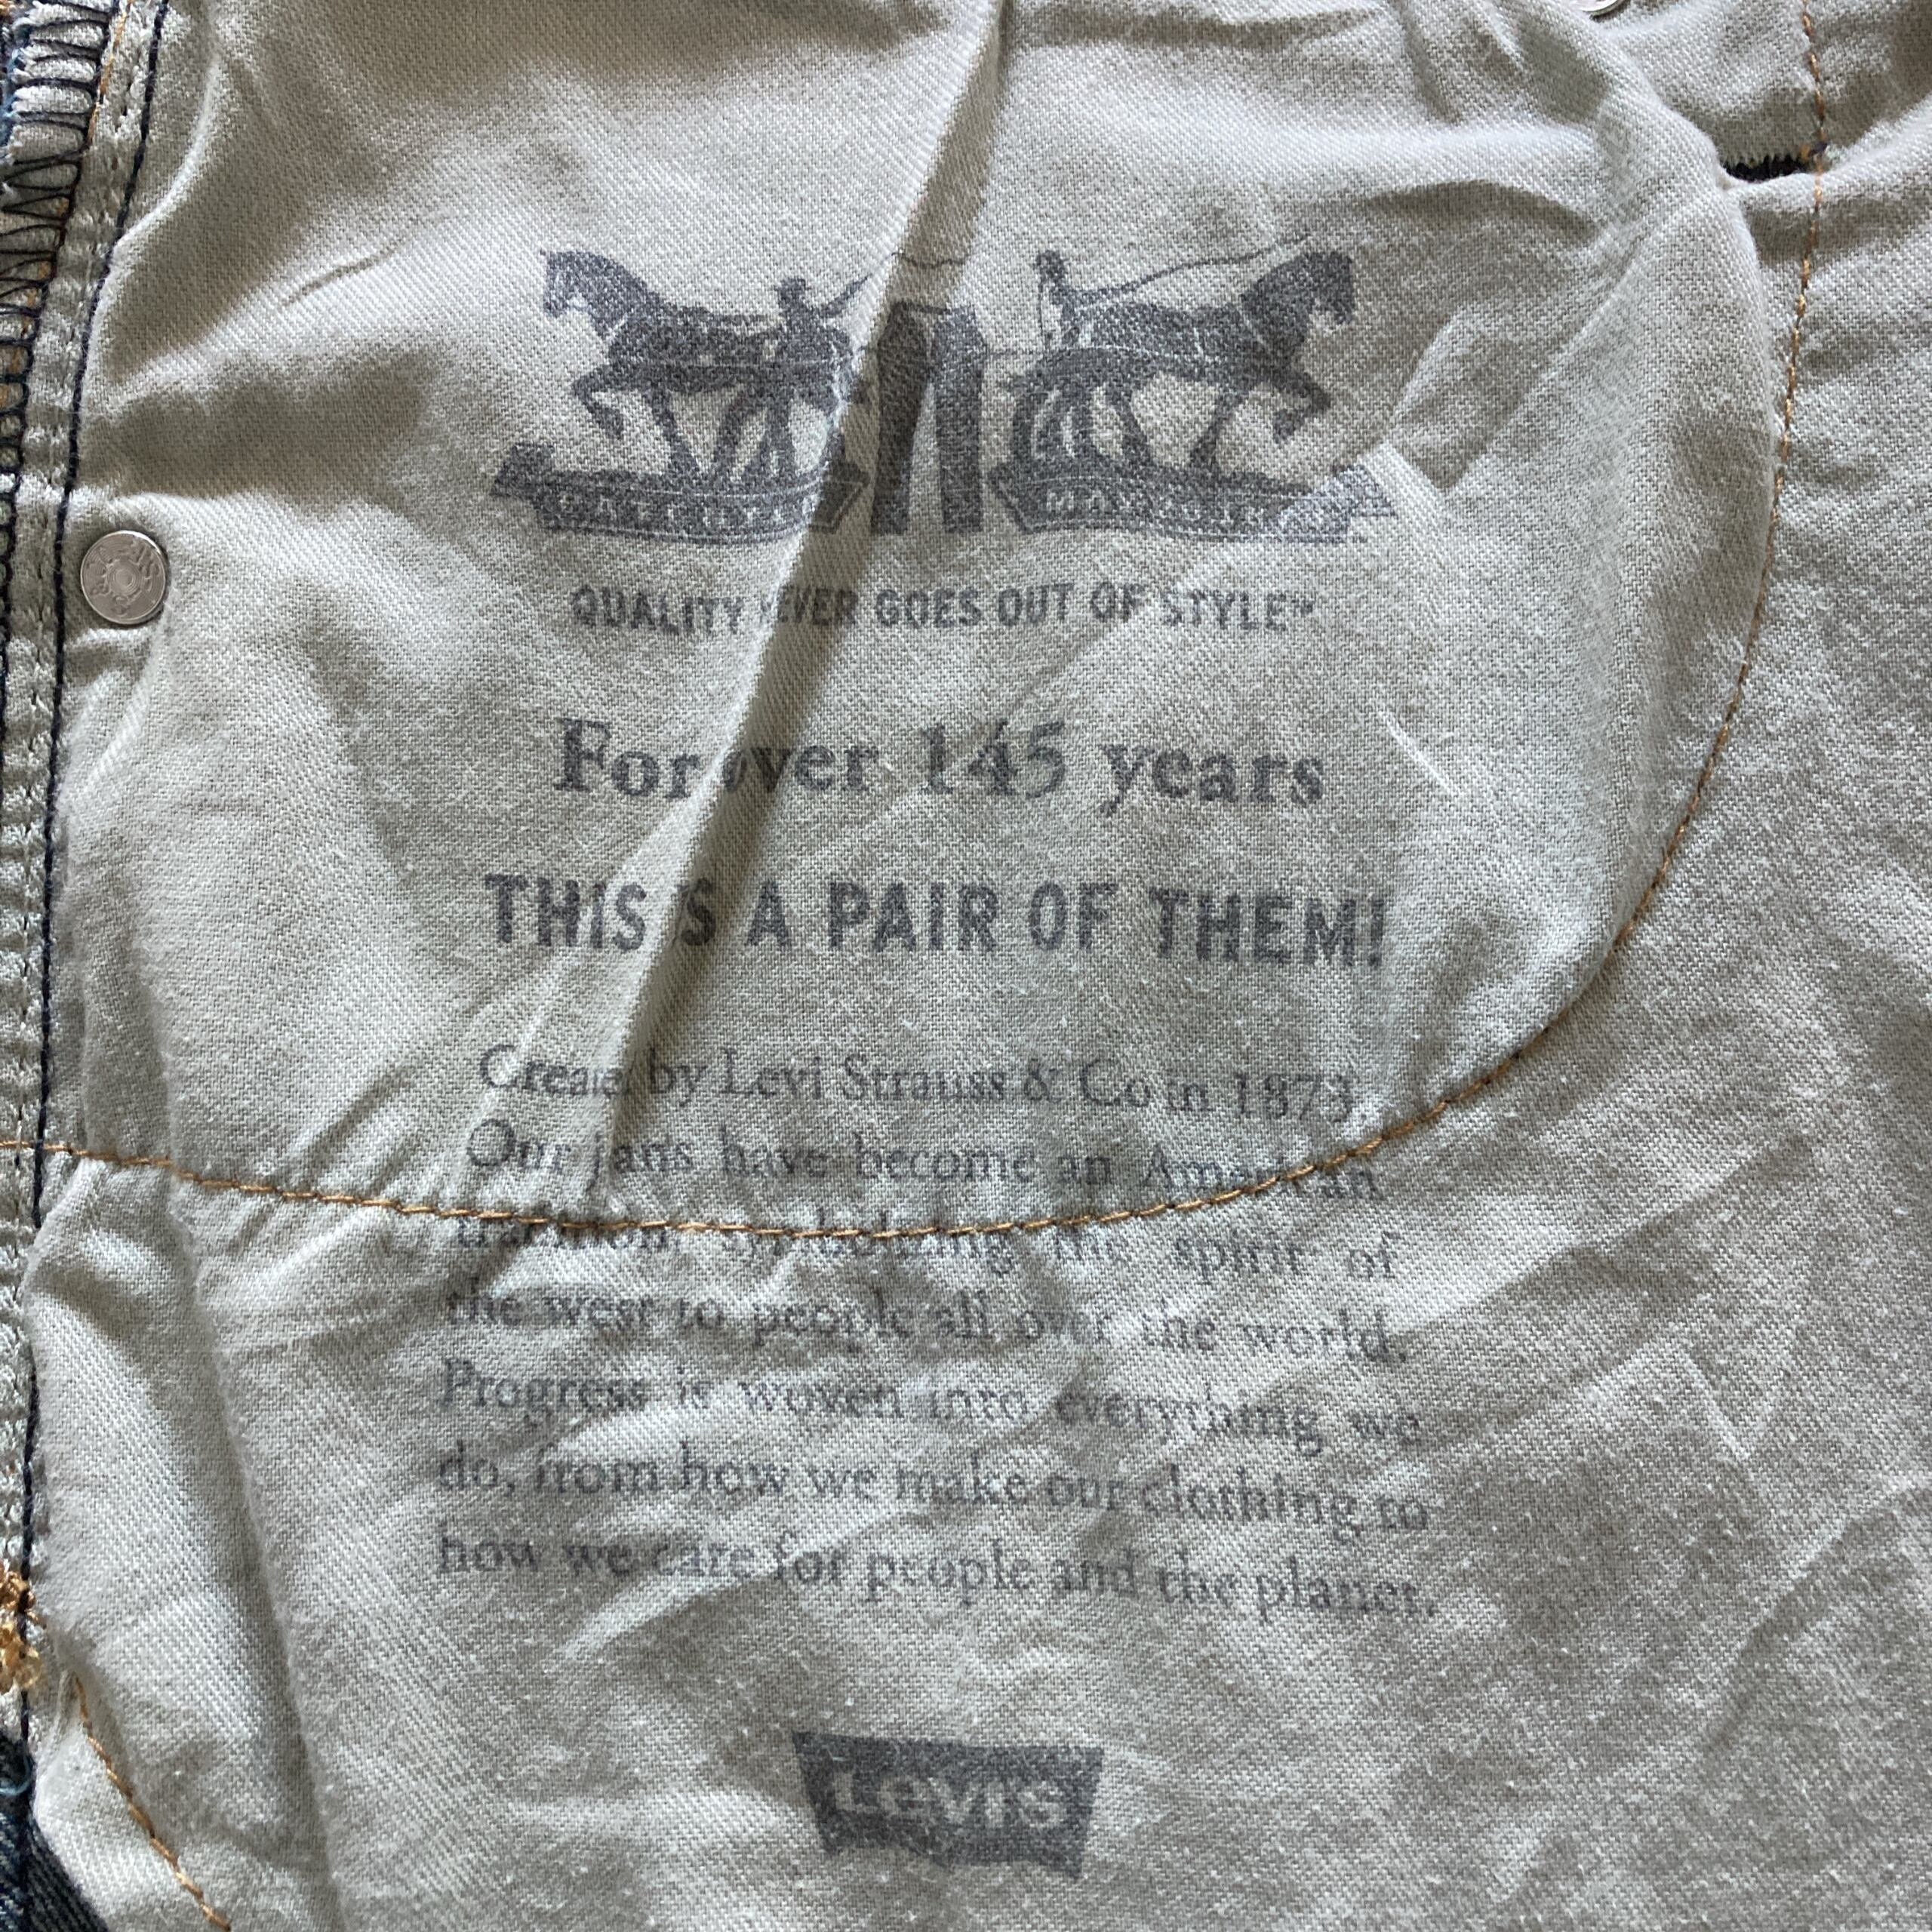 QUALITY NEVER GOES OUT OF STYLE™
For over 145 years
THIS IS A PAIR OF THEM!
Created by Levi Strauss & Co in 1873.
Our jeans have become an American
tradition, symbolizing the spirit of
the west to people all over the world.
Progress is woven into everything we
do, from how we make our clothing to
how we care for people and the planet.
Levi's